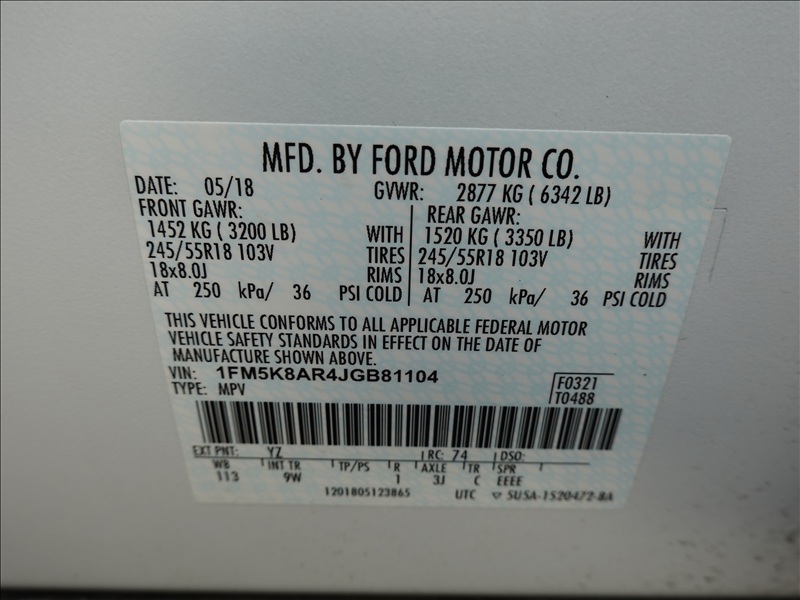 MFD. BY FORD MOTOR CO.
DATE: 05/18 GVWR: 2877 KG ( 6342 LB)
FRONT GAWR: REAR GAWR:
1452 KG ( 3200 LB) WITH 1520 KG ( 3350 LB) WITH
245/55R18 103V TIRES 245/55R18 103V TIRES
18x8.0J RIMS 18x8.0J RIMS
AT 250 kPa/ 36 PSI COLD AT 250 kPa/ 36 PSI COLD
THIS VEHICLE CONFORMS TO ALL APPLICABLE FEDERAL MOTOR
VEHICLE SAFETY STANDARDS IN EFFECT ON THE DATE OF
MANUFACTURE SHOWN ABOVE.
VIN: 1FM5K8AR4JGB81104 F0321
TYPE: MPV T0488
EXT PNT: YZ RC: 74 DSO:
WB INT TR TP/PS R AXLE TR SPR
113 9W 1 3J C EEEE
1201805123865 UTC SUSA-1520472-BA